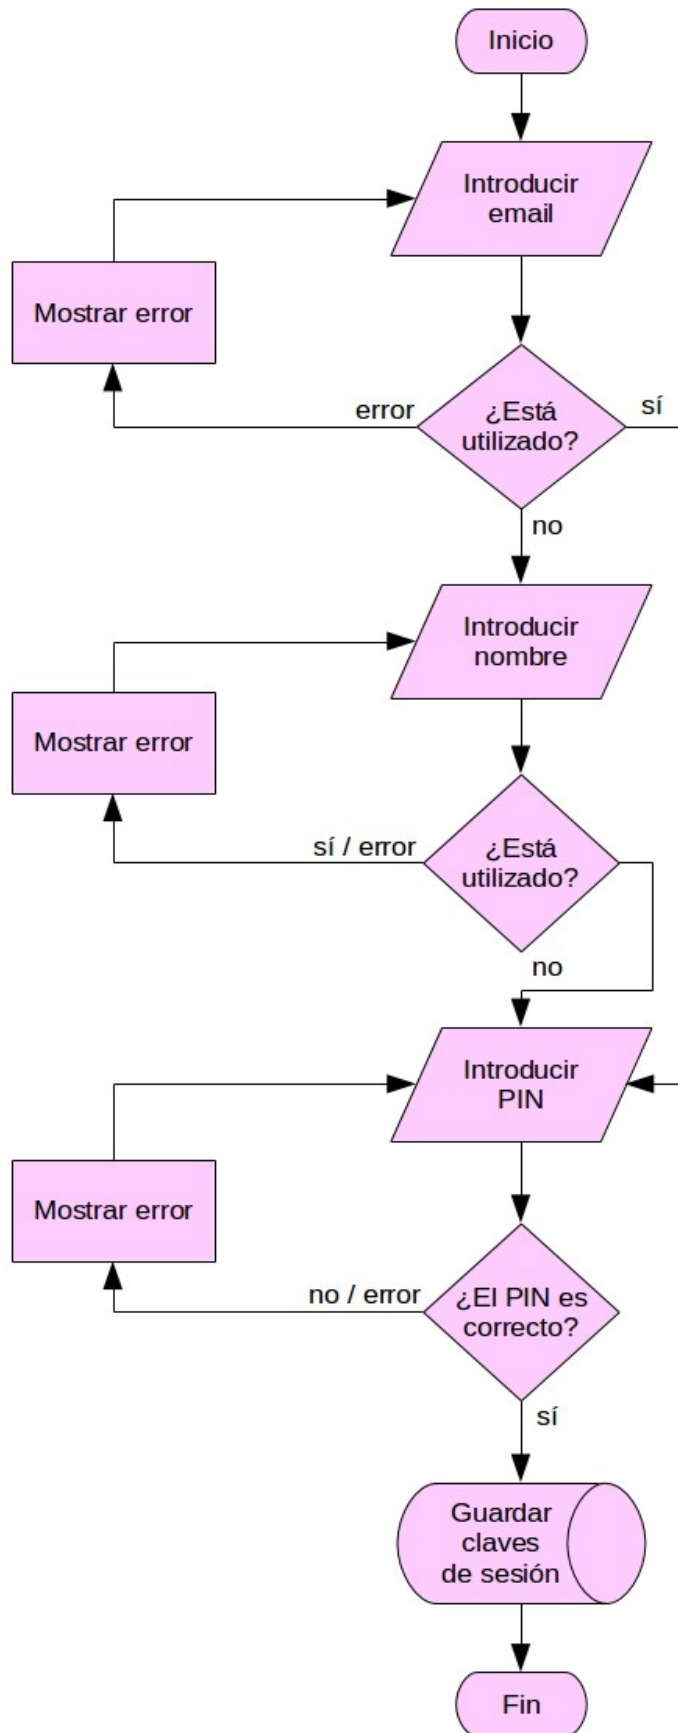 Inicio
Introducir
email
Mostrar error
error
¿Está
utilizado?
sí
no
Introducir
nombre
Mostrar error
sí / error
¿Está
utilizado?
no
Introducir
PIN
Mostrar error
no / error
¿El PIN es
correcto?
sí
Guardar
claves
de sesión
Fin